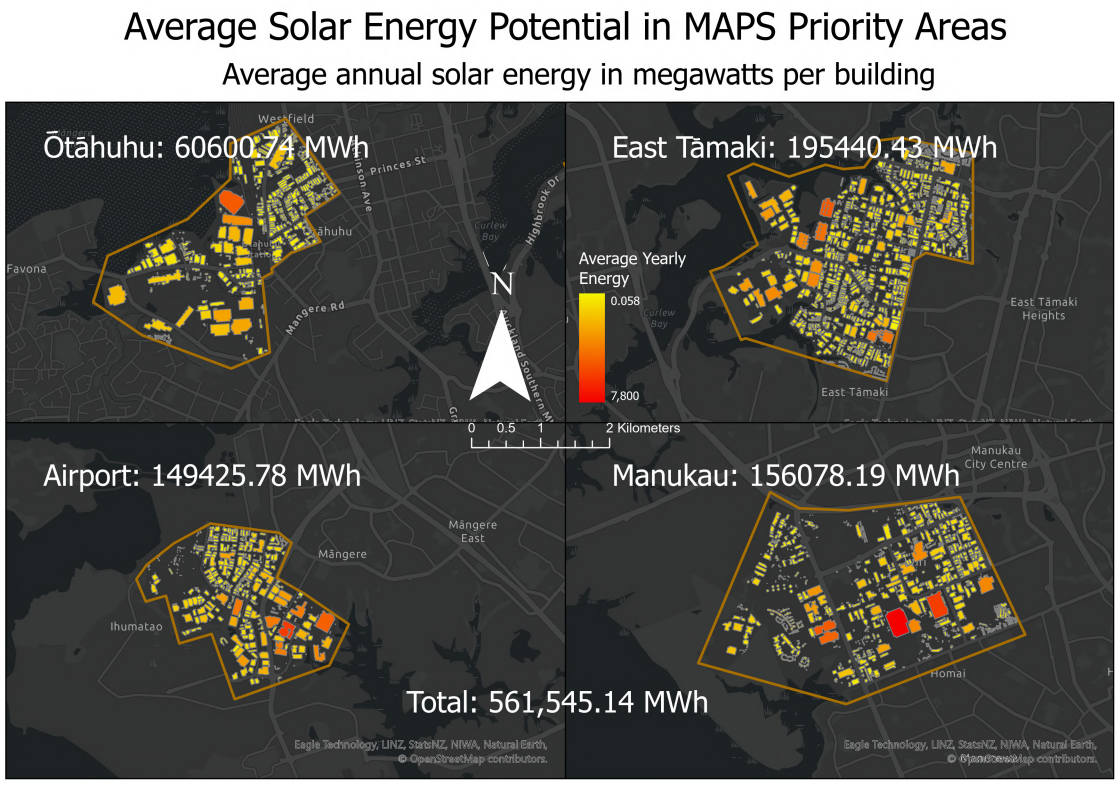 Average Solar Energy Potential in MAPS Priority Areas
Average annual solar energy in megawatts per building
Westfield
Ōtāhuhu: 60600.74 MWh
Princes St
Highbrook Dr
Curlew
Bay
Favona
Mangere Rd
N
Auckland Southern M
0 0.5 1 2 Kilometers
East Tāmaki: 195440.43 MWh
Average Yearly
Energy
0.058
7,800
Curlew
Bay
East Tāmaki
Heights
East Tāmaki
Airport: 149425.78 MWh
Māngere
East
Māngere
Ihumatao
Manukau: 156078.19 MWh
Manukau
City Centre
Homai
Total: 561,545.14 MWh
Eagle Technology, LINZ, StatsNZ, NIWA, Natural Earth,
© OpenStreetMap contributors.
Eagle Technology, LINZ, StatsNZ, NIWA, Natural Earth,
© OpenStreetMap contributors.